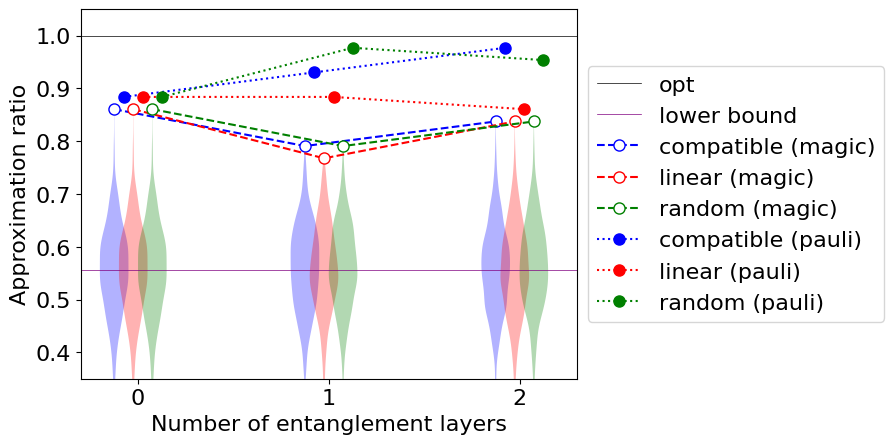 Approximation ratio
1.0
0.9
0.8
0.7
0.6
0.5
0.4
0 1 2
Number of entanglement layers
opt
lower bound
compatible (magic)
linear (magic)
random (magic)
compatible (pauli)
linear (pauli)
random (pauli)